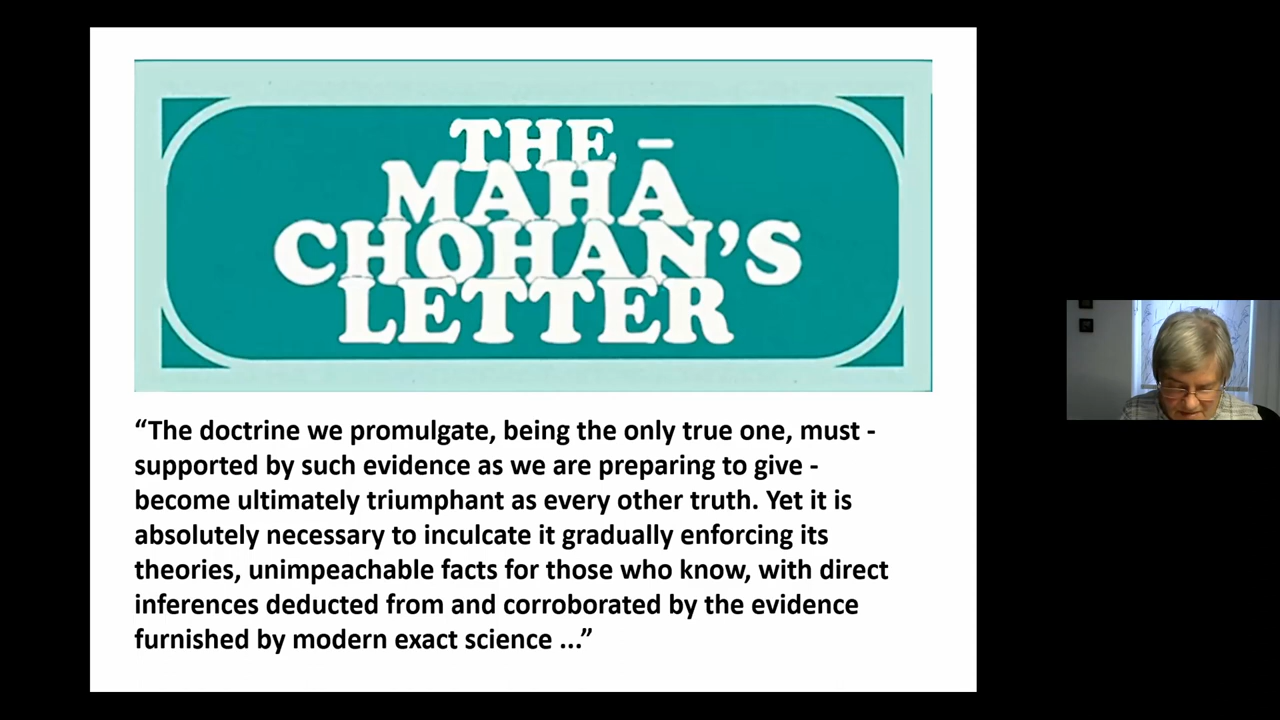 THE
MAHĀ
CHOHAN’S
LETTER
“The doctrine we promulgate, being the only true one, must -
supported by such evidence as we are preparing to give -
become ultimately triumphant as every other truth. Yet it is
absolutely necessary to inculcate it gradually enforcing its
theories, unimpeachable facts for those who know, with direct
inferences deducted from and corroborated by the evidence
furnished by modern exact science ...”